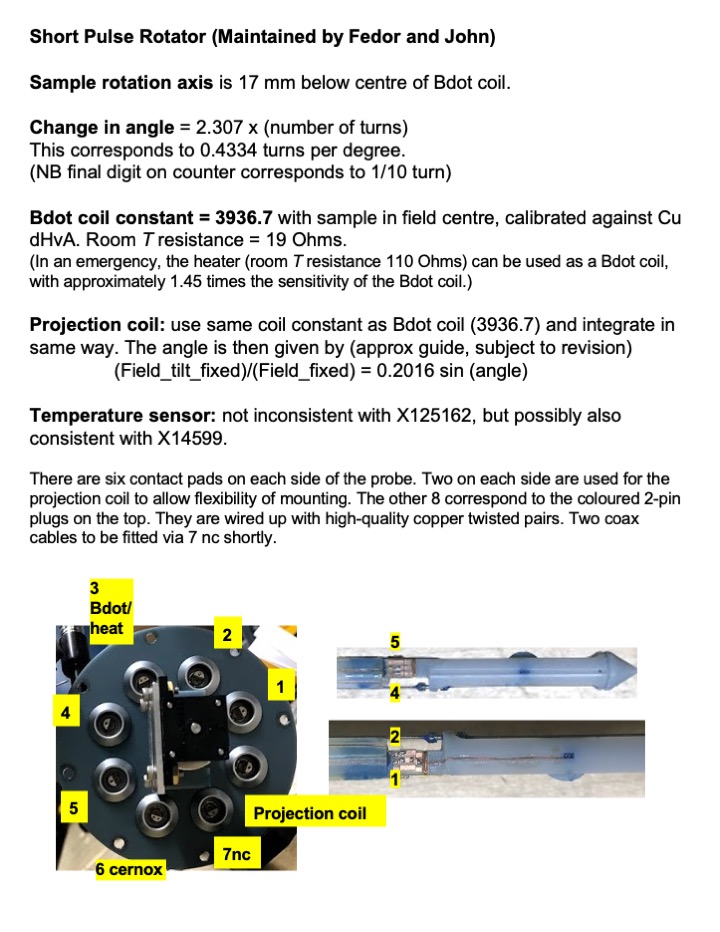 Short Pulse Rotator (Maintained by Fedor and John)
Sample rotation axis is 17 mm below centre of Bdot coil.
Change in angle = 2.307 x (number of turns)
This corresponds to 0.4334 turns per degree.
(NB final digit on counter corresponds to 1/10 turn)
Bdot coil constant = 3936.7 with sample in field centre, calibrated against Cu
dHvA. Room T resistance = 19 Ohms.
(In an emergency, the heater (room T resistance 110 Ohms) can be used as a Bdot coil,
with approximately 1.45 times the sensitivity of the Bdot coil.)
Projection coil: use same coil constant as Bdot coil (3936.7) and integrate in
same way. The angle is then given by (approx guide, subject to revision)
(Field_tilt_fixed)/(Field_fixed) = 0.2016 sin (angle)
Temperature sensor: not inconsistent with X125162, but possibly also
consistent with X14599.
There are six contact pads on each side of the probe. Two on each side are used for the
projection coil to allow flexibility of mounting. The other 8 correspond to the coloured 2-pin
plugs on the top. They are wired up with high-quality copper twisted pairs. Two coax
cables to be fitted via 7 nc shortly.
3
Bdot/
heat
2
1
4
5
Projection coil
7nc
6 cernox
5
4
2
1